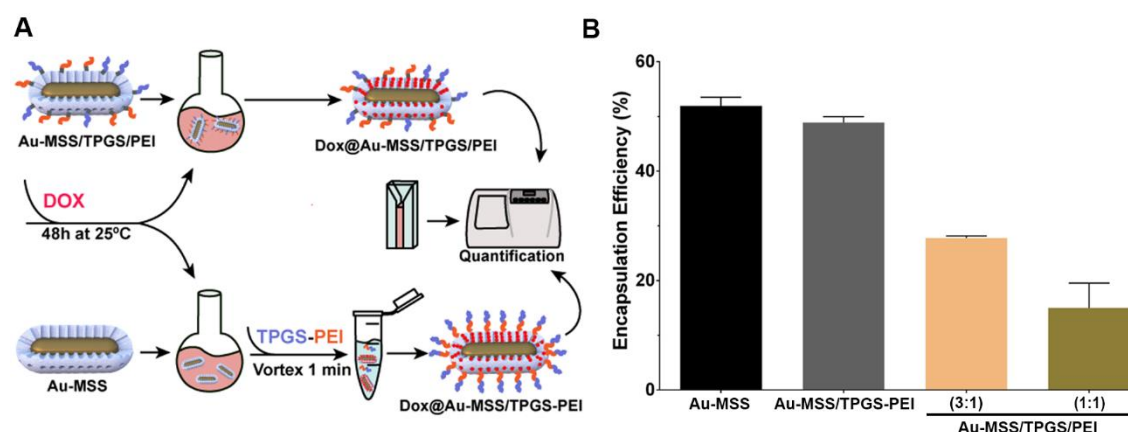 A
Au-MSS/TPGS/PEI
Dox@Au-MSS/TPGS/PEI
DOX
48h at 25ºC
Quantification
TPGS-PEI
Vortex 1 min
Au-MSS
Dox@Au-MSS/TPGS-PEI
B
Encapsulation Efficiency (%)
60
40
20
0
Au-MSS
Au-MSS/TPGS-PEI
(3:1)
(1:1)
Au-MSS/TPGS/PEI